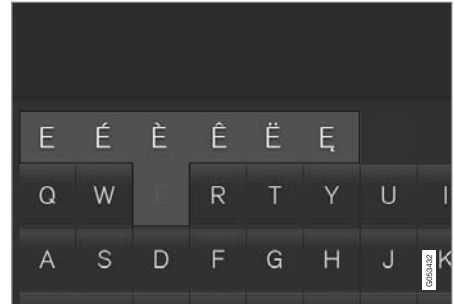 E É È Ê Ë Ę
Q W E R T Y U I
A S D F G H J K
G053432